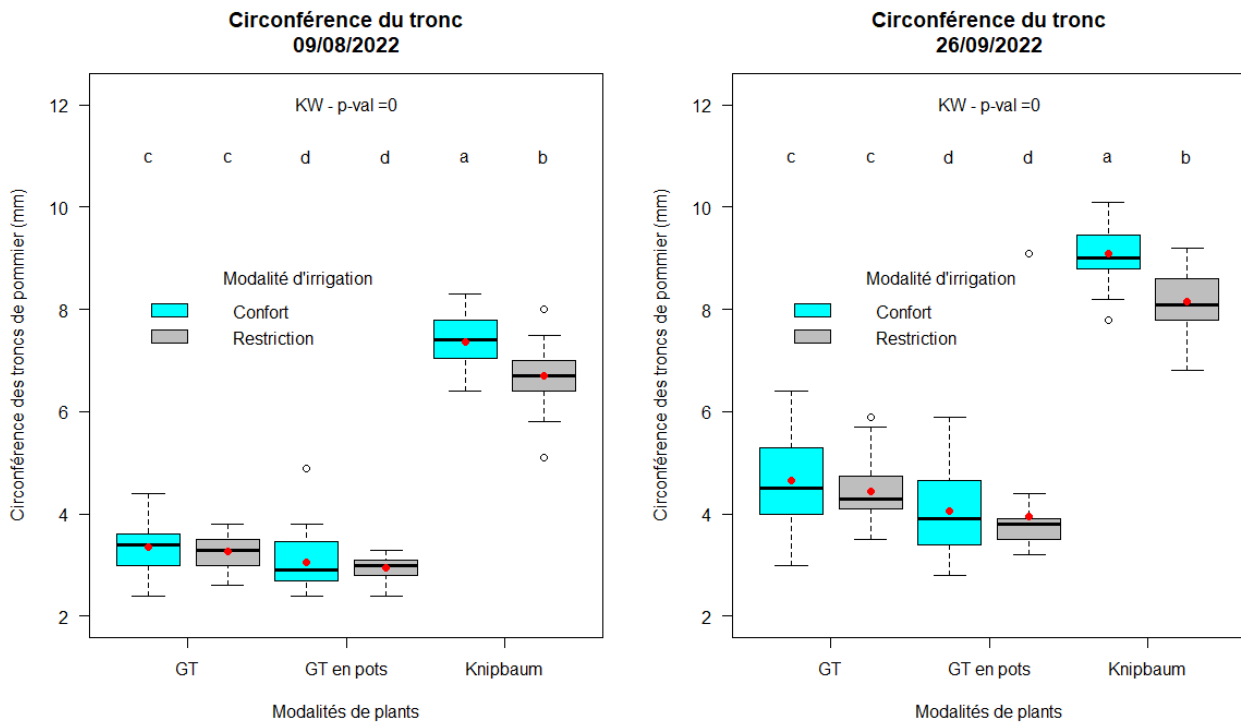 Circonférence du tronc
09/08/2022
KW - p-val =0
c c d d a b
Modalité d'irrigation
Confort
Restriction
Circonférence des troncs de pommier (mm)
12
10
8
6
4
2
GT GT en pots Knipbaum
Modalités de plants
Circonférence du tronc
26/09/2022
KW - p-val =0
c c d d a b
Modalité d'irrigation
Confort
Restriction
Circonférence des troncs de pommier (mm)
12
10
8
6
4
2
GT GT en pots Knipbaum
Modalités de plants